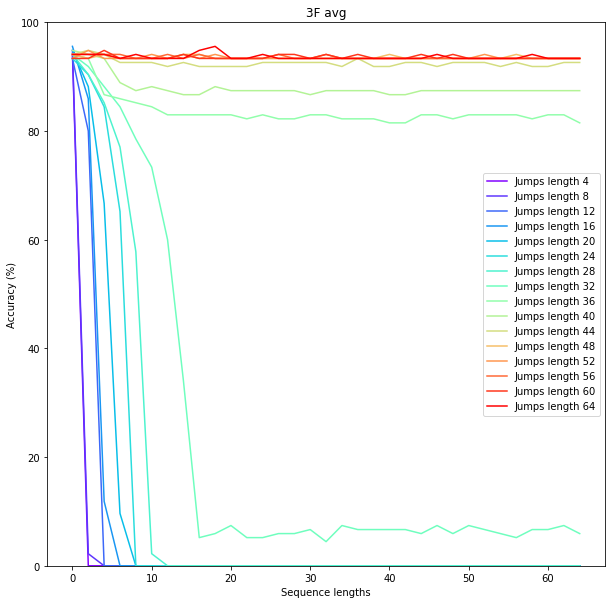 3F avg
100
80
60
40
20
0
Accuracy (%)
Jumps length 4
Jumps length 8
Jumps length 12
Jumps length 16
Jumps length 20
Jumps length 24
Jumps length 28
Jumps length 32
Jumps length 36
Jumps length 40
Jumps length 44
Jumps length 48
Jumps length 52
Jumps length 56
Jumps length 60
Jumps length 64
0 10 20 30 40 50 60
Sequence lengths